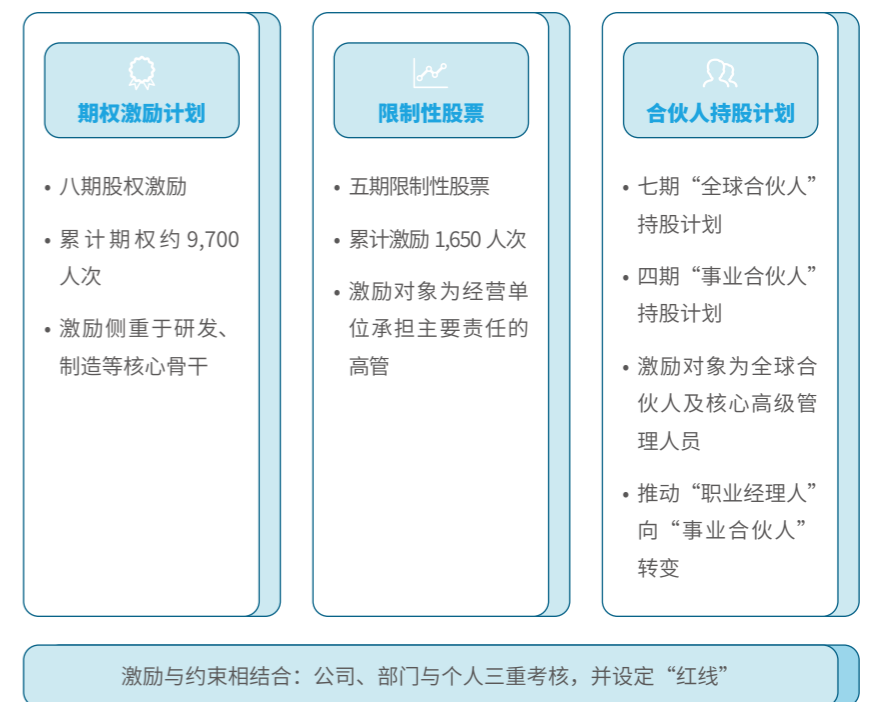 期权激励计划
• 八期股权激励
• 累计期权约 9,700
人次
• 激励侧重于研发、
制造等核心骨干
限制性股票
• 五期限制性股票
• 累计激励 1,650 人次
• 激励对象为经营单
位承担主要责任的
高管
合伙人持股计划
• 七期“全球合伙人”
持股计划
• 四期“事业合伙人”
持股计划
• 激励对象为全球合
伙人及核心高级管
理人员
• 推动“职业经理人”
向“事业合伙人”
转变
激励与约束相结合：公司、部门与个人三重考核，并设定“红线”